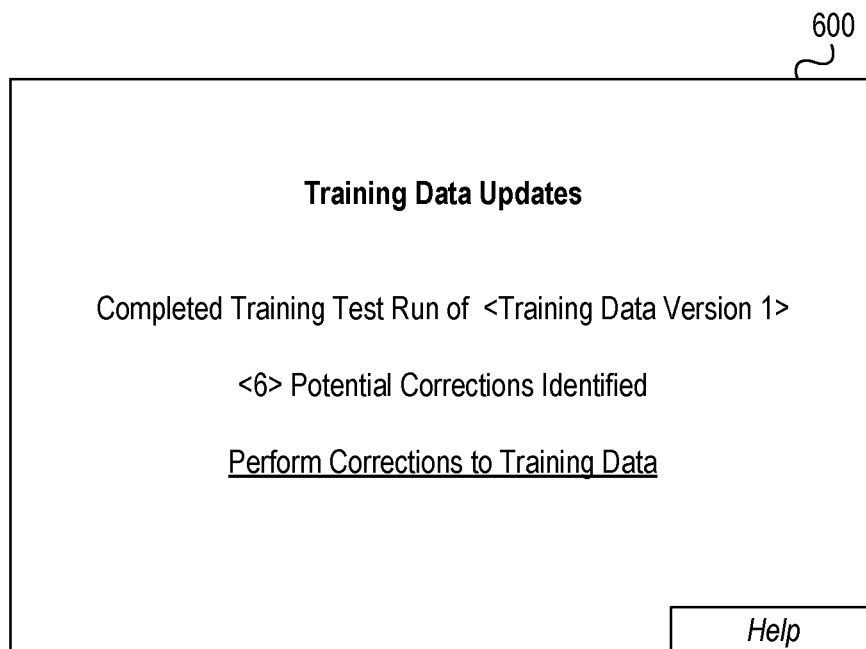 600
Training Data Updates
Completed Training Test Run of <Training Data Version 1>
<6> Potential Corrections Identified
Perform Corrections to Training Data
Help